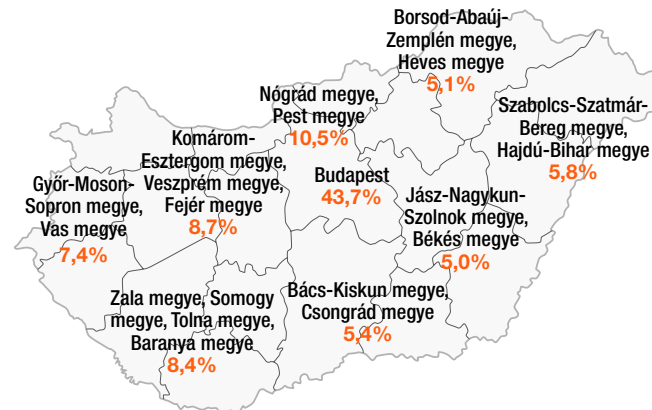 Borsod-Abaúj-
Zemplén megye,
Heves megye
5,1%
Nógrád megye,
Pest megye
10,5%
Szabolcs-Szatmár-
Bereg megye,
Hajdú-Bihar megye
5,8%
Komárom-
Esztergom megye,
Veszprém megye,
Fejér megye
8,7%
Budapest
43,7%
Győr-Moson-
Sopron megye,
Vas megye
7,4%
Jász-Nagykun-
Szolnok megye,
Békés megye
5,0%
Zala megye, Somogy
megye, Tolna megye,
Baranya megye
8,4%
Bács-Kiskun megye,
Csongrád megye
5,4%